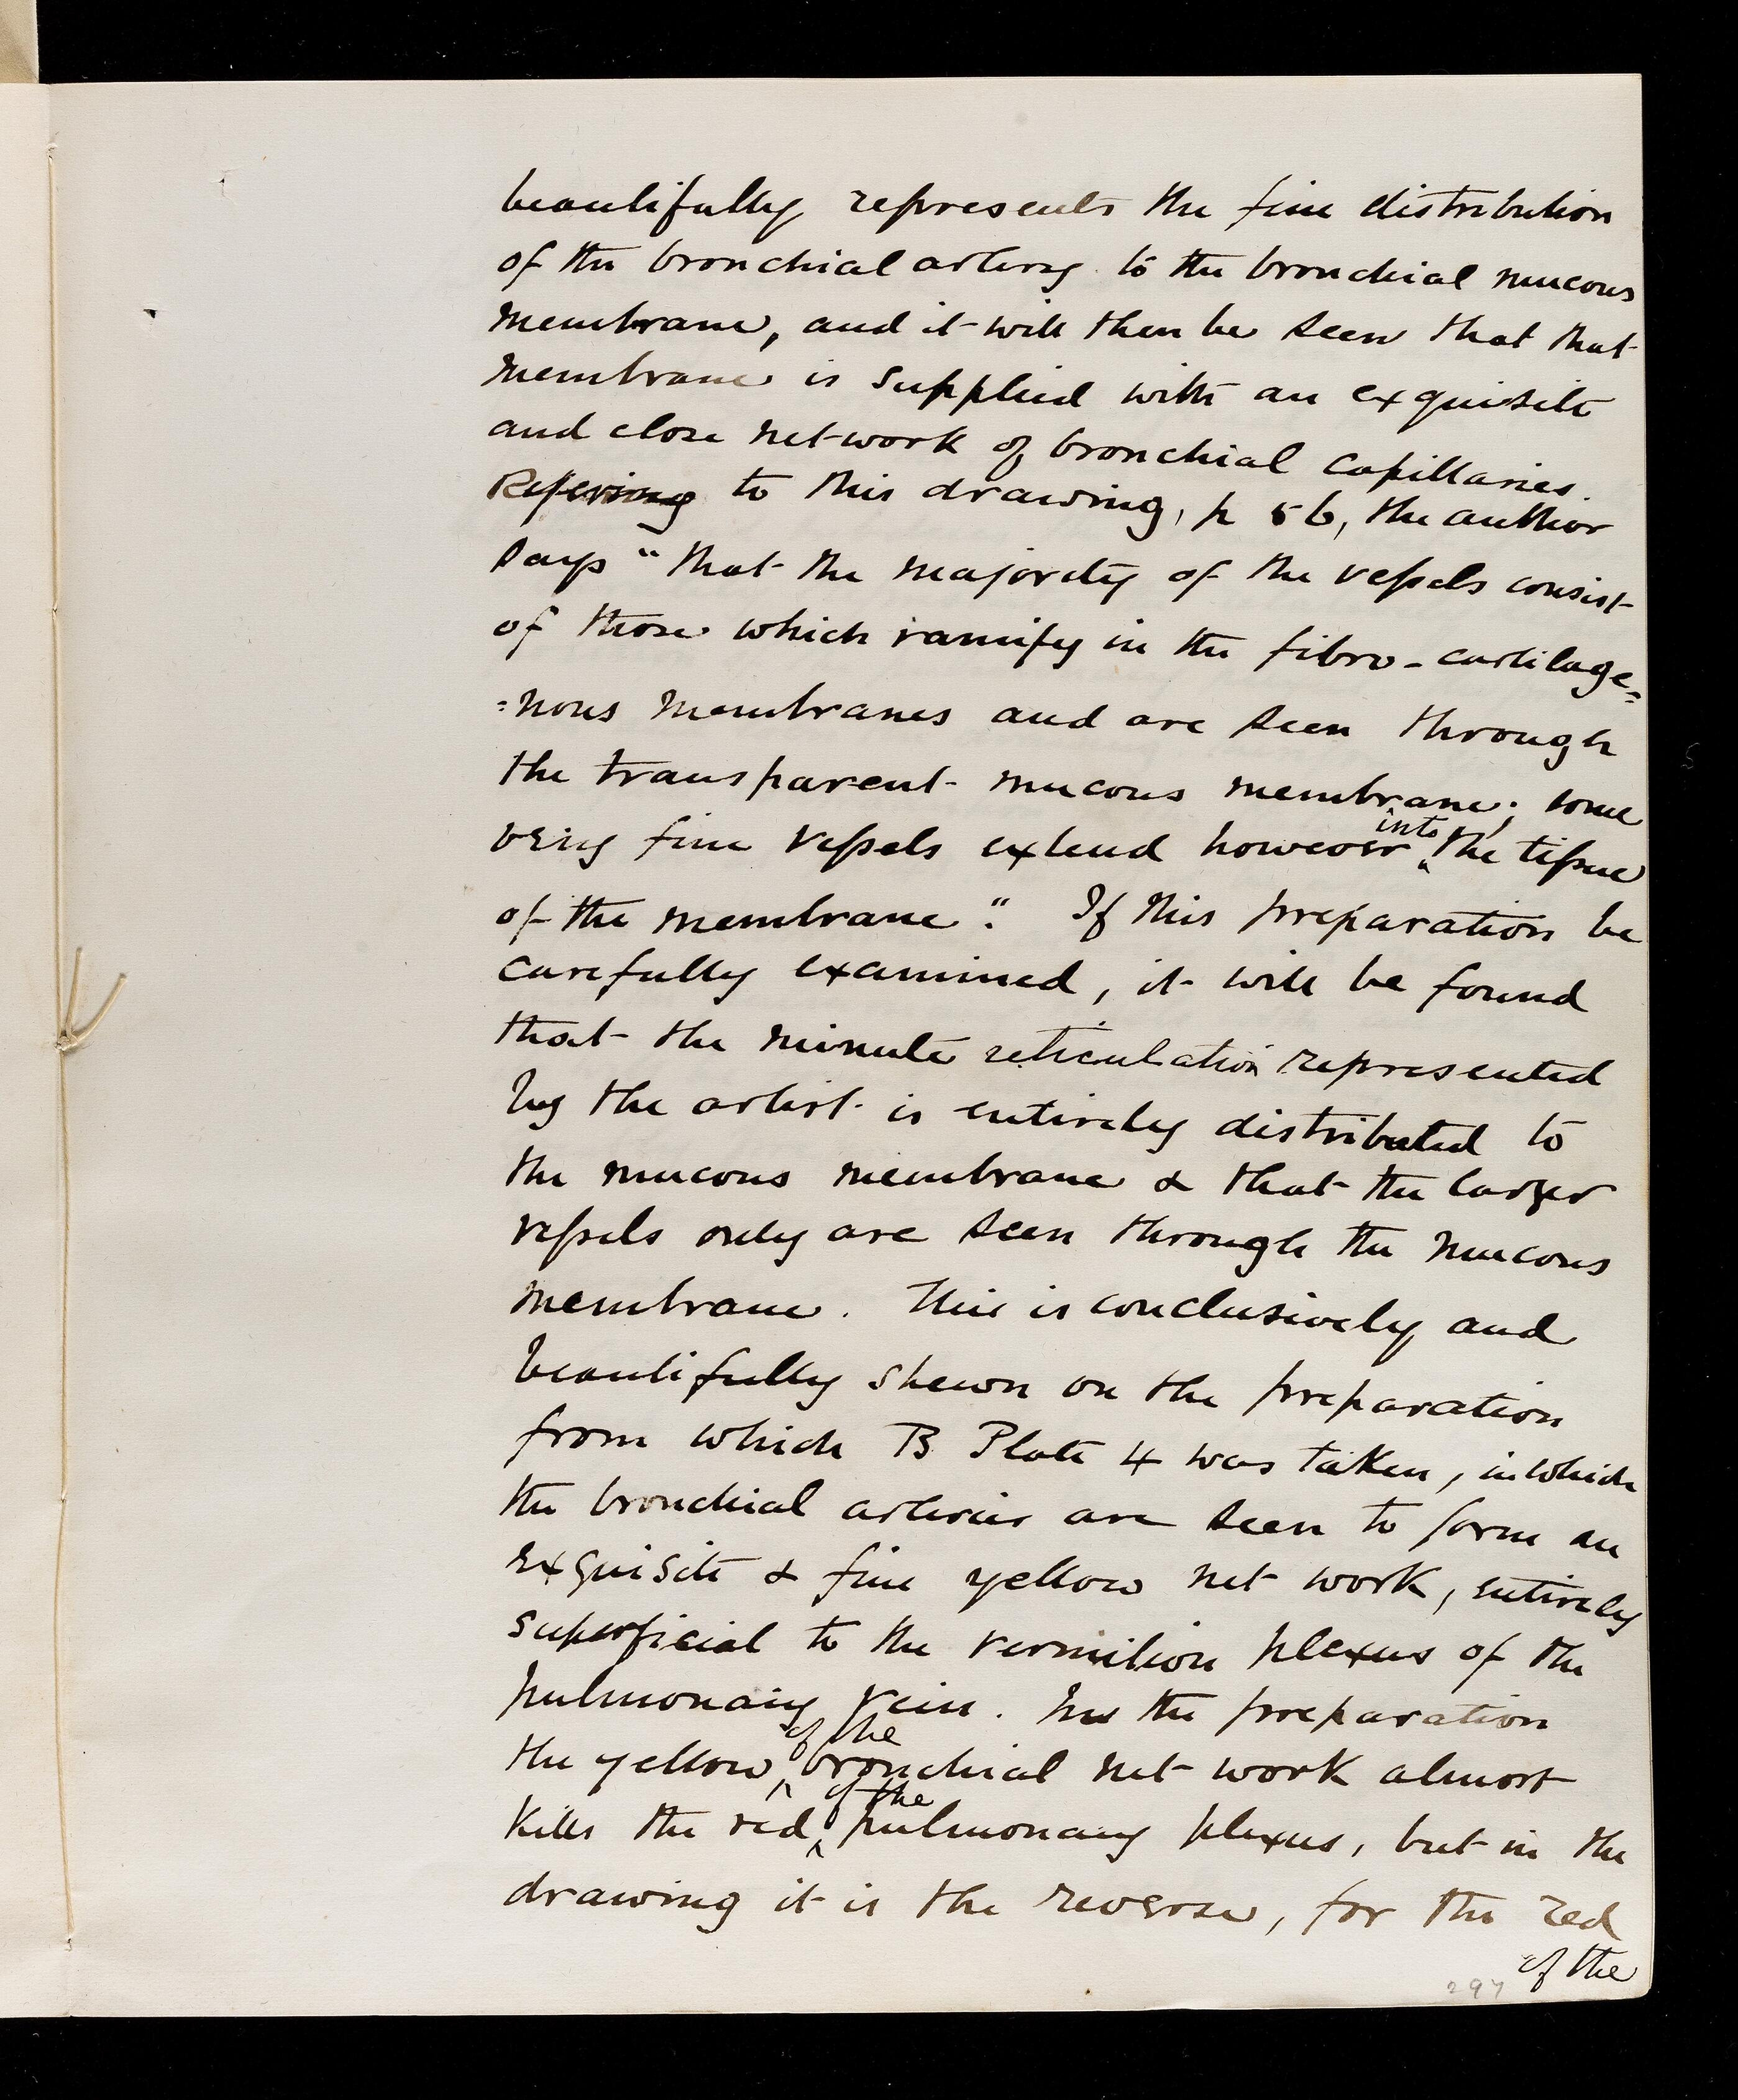 beautifully represents the fine distribution
of the bronchial artery to the bronchial mucous
membrane, and it will then be seen that that
membrane is supplied with an exquisite
and close net-work of bronchial capillaries.
Refering to this drawing, p 56, the author
says "that the majority of the vessels consist
of those which ramify in the fibro-cartilage=
=nous membranes and are seen through
the transparent mucous membrane; some
into
very fine vessels extend however ‸ the tissue
of the membrane". If this preparation be
carefully examined, it will be found
that the minute reticulation represented
by the artist is entirely distributed to
the mucous membrane & that the larger
vessels only are seen through the mucous
membrane. This is conclusively and
beautifully shewn on the preparation
from which B Plate 4 was taken, in which
the bronchial arteries are seen to form an
exquisite & fine yellow net work, entirely
superficial to the vermilion plexus of the
pulmonary vein. In the preparation
of the
the yellow ‸ bronchial net work almost
of the
kills the red ‸ pulmonary plexus, but in the
drawing it is the reverse, for the red
of the
297